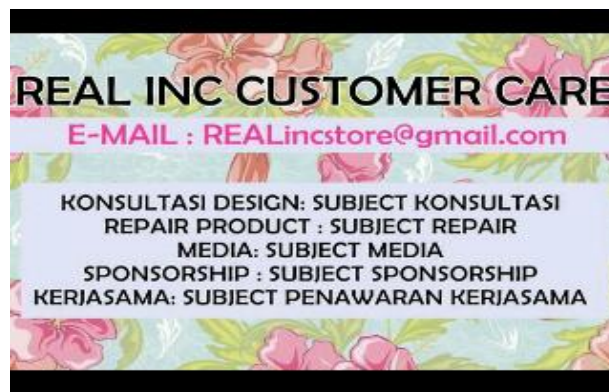 REAL INC CUSTOMER CARE
E-MAIL : REALincstore@gmail.com
KONSULTASI DESIGN: SUBJECT KONSULTASI
REPAIR PRODUCT : SUBJECT REPAIR
MEDIA: SUBJECT MEDIA
SPONSORSHIP : SUBJECT SPONSORSHIP
KERJASAMA: SUBJECT PENAWARAN KERJASAMA